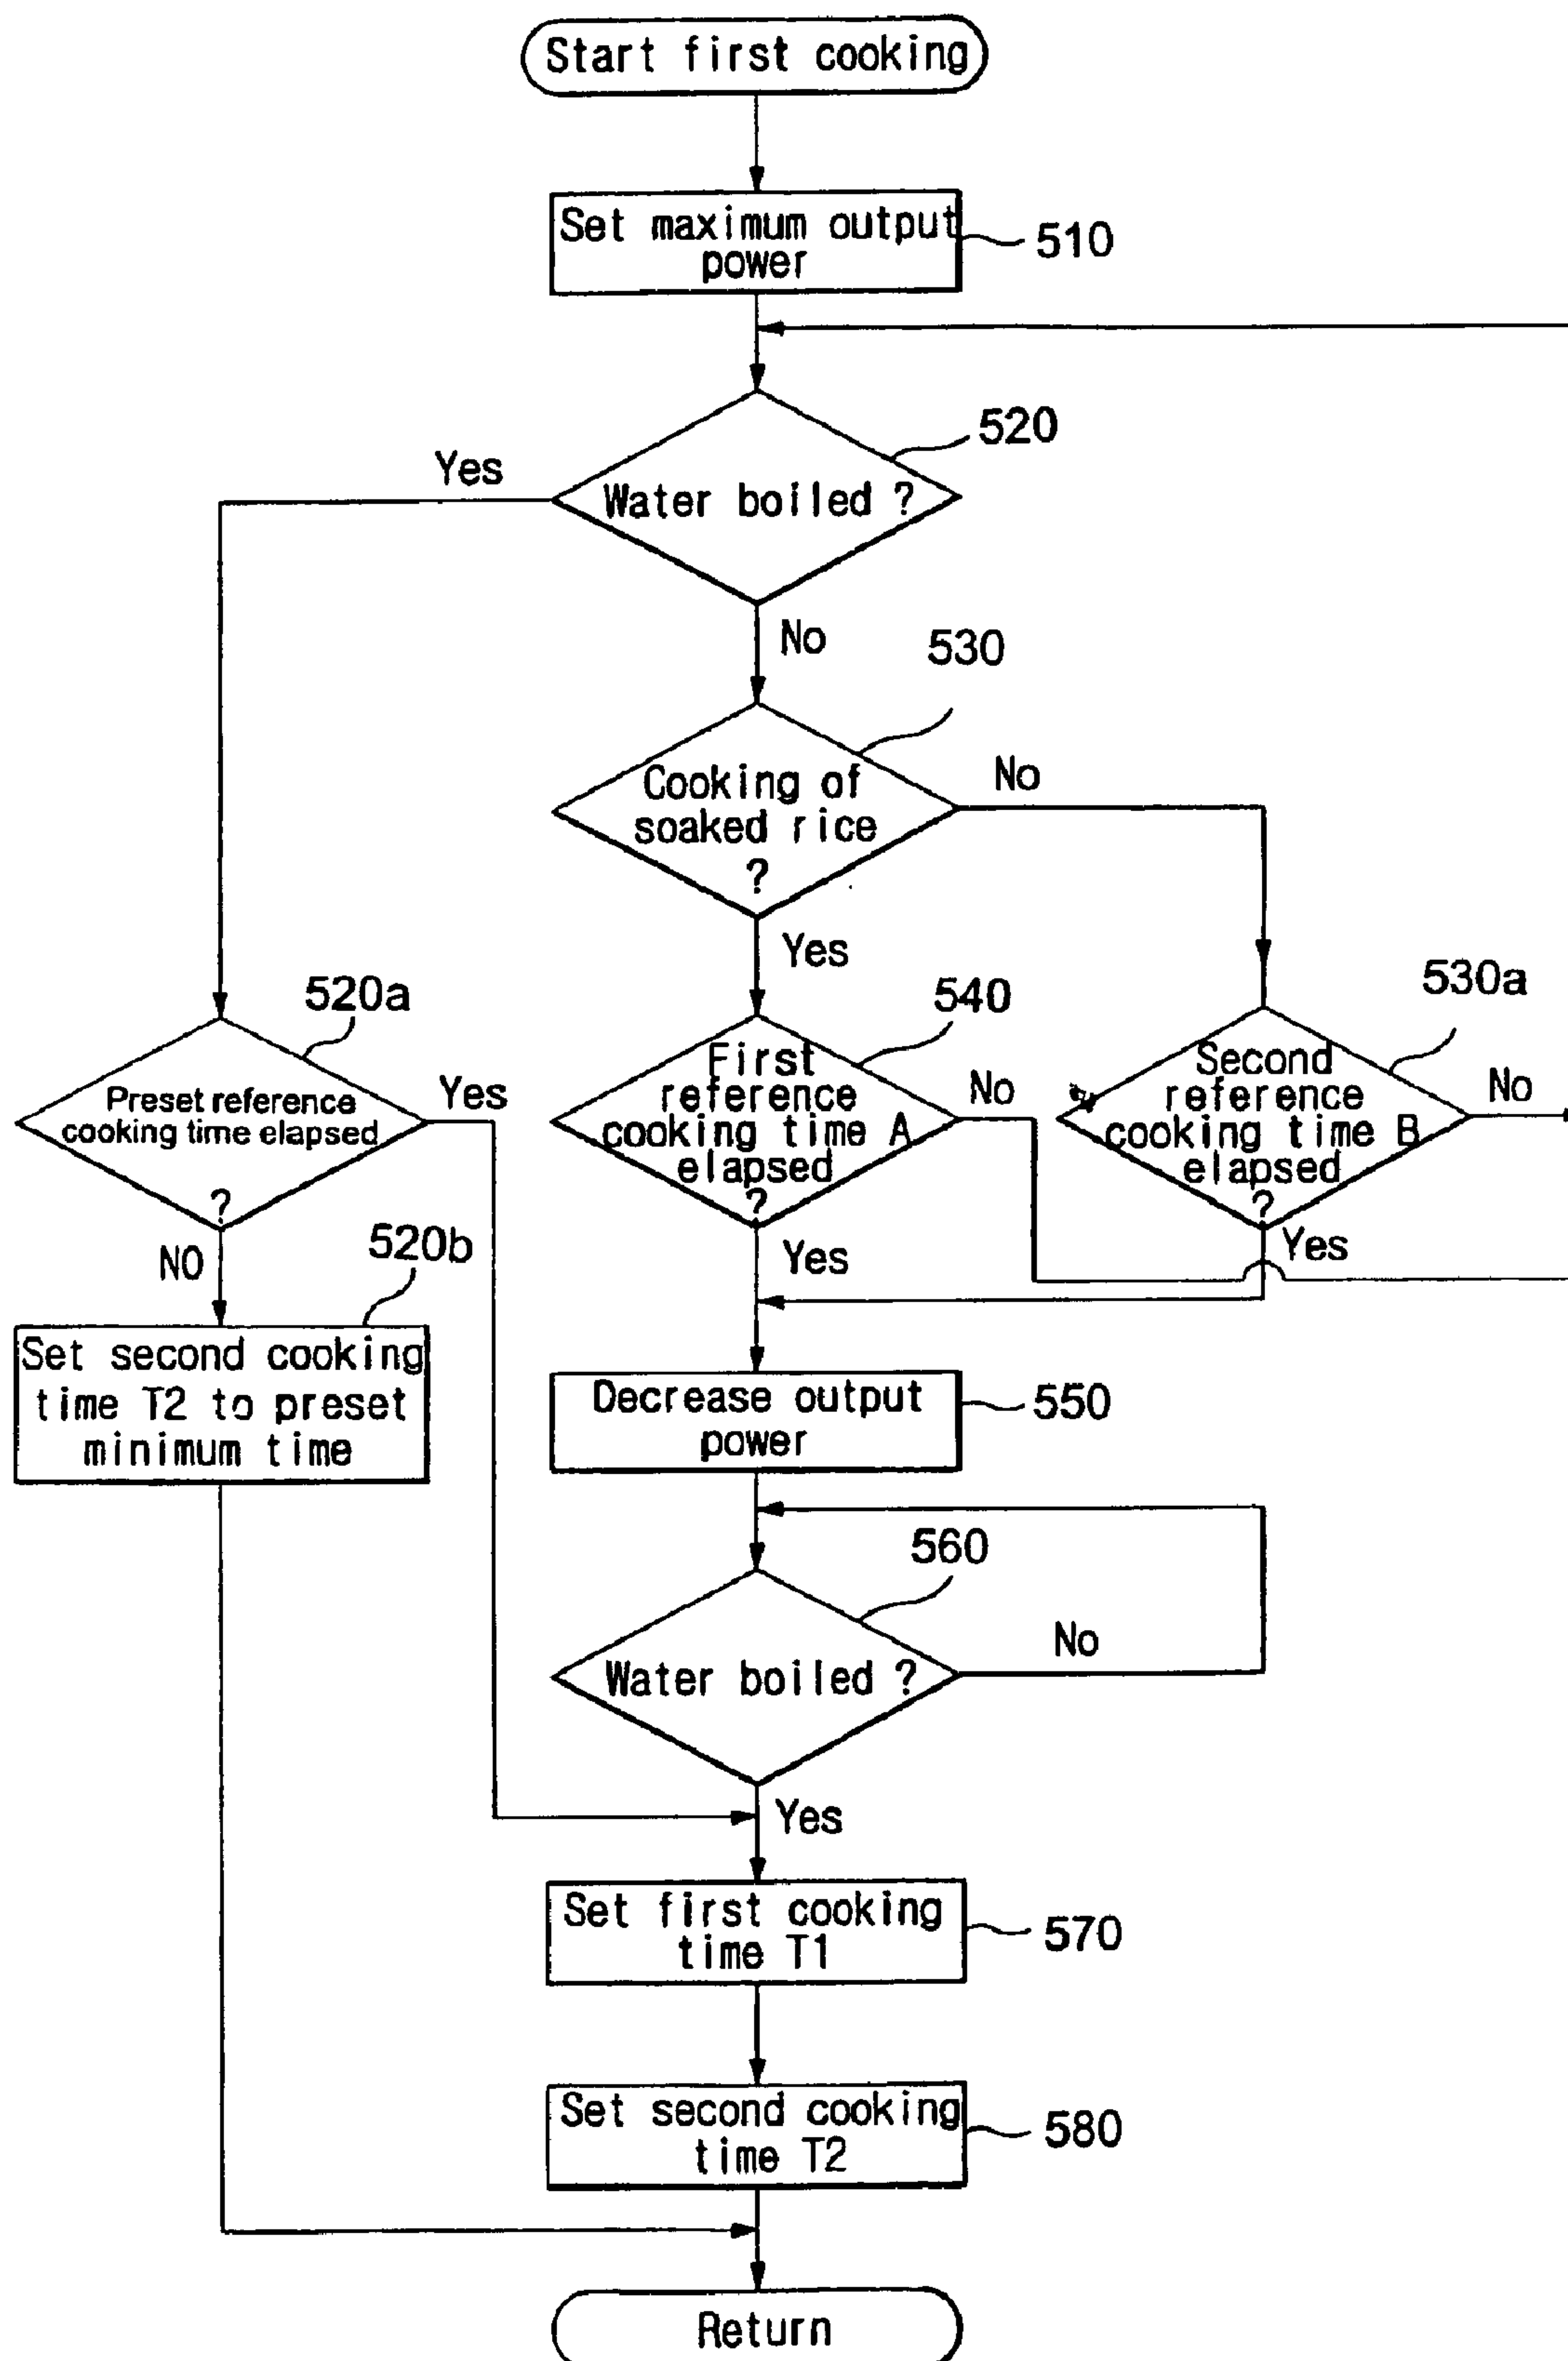 Start first cooking
Set maximum output
power
510
520
Yes
Water boiled ?
No
530
Cooking of
soaked rice
?
No
Yes
520a
Preset reference
cooking time elapsed
?
Yes
NO
540
First
reference
cooking time A
elapsed
?
No
Yes
530a
Second
reference
cooking time B
elapsed
?
No
Yes
520b
Set second cooking
time T2 to preset
minimum time
Decrease output
power
550
560
Water boiled ?
No
Yes
Set first cooking
time T1
570
Set second cooking
time T2
580
Return